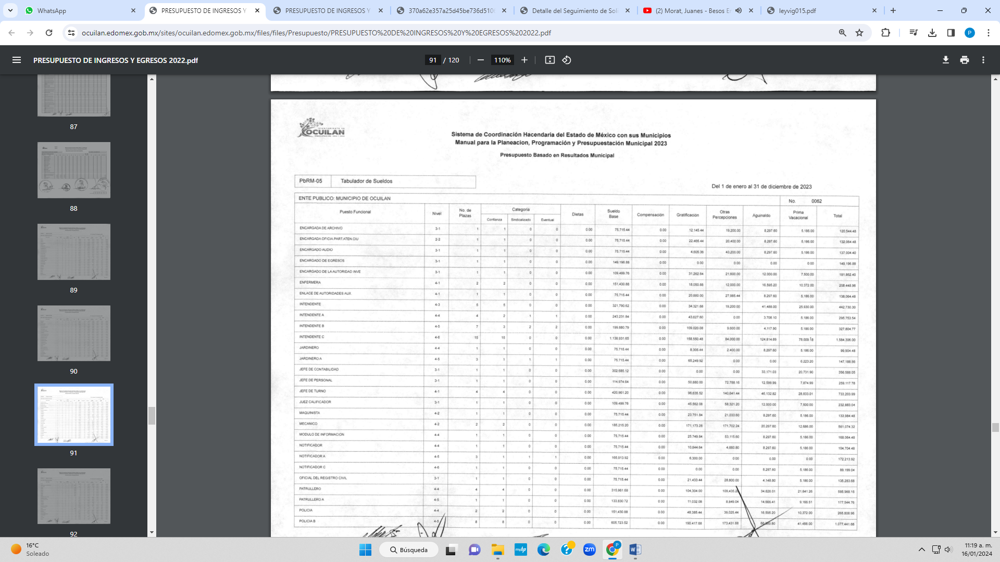 WhatsApp
PRESUPUESTO DE INGRESOS Y
PRESUPUESTO DE INGRESOS Y
370a62e357a25d45be736d510
Detalle del Seguimiento de Soli
(2) Morat, Juanes - Besos E
leyvig015.pdf
ocuilan.edomex.gob.mx/sites/ocuilan.edomex.gob.mx/files/files/Presupuesto/PRESUPUESTO%20DE%20INGRESOS%20Y%20EGRESOS%202022.pdf
P
PRESUPUESTO DE INGRESOS Y EGRESOS 2022.pdf
91 / 120
110%
87
88
89
90
91
92
OCUILAN
Sistema de Coordinación Hacendaria del Estado de México con sus Municipios
Manual para la Planeacion, Programación y Presupuestación Municipal 2023
Presupuesto Basado en Resultados Municipal
PbRM-05 Tabulador de Sueldos
Del 1 de enero al 31 de diciembre de 2023
ENTE PUBLICO: MUNICIPIO DE OCUILAN No. 0062
Puesto Funcional Nivel No. de Plazas Categoria Dietas Sueldo Base Compensación Gratificación Otras Percepciones Aguinaldo Prima Vacacional Total
Confianza Sindicalizado Eventual
ENCARGADA DE ARCHIVO 3-1 1 1 0 0 0.00 75,715.44 0.00 12,145.44 19,200.00 8,297.60 5,186.00 120,544.48
ENCARGADA OFICIA PART.ATEN.CIU 2-2 1 1 0 0 0.00 75,715.44 0.00 22,465.44 20,400.00 8,297.60 5,186.00 132,064.48
ENCARGADO AUDIO 3-1 1 1 0 0 0.00 75,715.44 0.00 4,605.36 43,200.00 8,297.60 5,186.00 137,004.40
ENCARGADO DE EGRESOS 3-1 1 1 0 0 0.00 149,196.88 0.00 0.00 0.00 0.00 0.00 149,196.88
ENCARGADO DE LA AUTORIDAD INVE 3-1 1 1 0 0 0.00 109,499.76 0.00 31,262.64 21,600.00 12,000.00 7,500.00 181,862.40
ENFERMERA 4-1 2 2 0 0 0.00 151,430.88 0.00 18,050.88 12,000.00 16,595.20 10,372.00 208,448.96
ENLACE DE AUTORIDADES AUX. 4-1 1 1 0 0 0.00 75,715.44 0.00 20,880.00 27,985.44 8,297.60 5,186.00 138,064.48
INTENDENTE 4-3 5 5 0 0 0.00 321,790.62 0.00 34,321.68 19,200.00 41,488.00 25,930.00 442,730.30
INTENDENTE A 4-4 4 2 1 1 0.00 243,231.84 0.00 43,627.60 0.00 3,708.10 5,186.00 295,753.54
INTENDENTE B 4-5 7 3 2 2 0.00 199,880.79 0.00 109,020.08 9,600.00 4,117.90 5,186.00 327,804.77
INTENDENTE C 4-6 15 15 0 0 0.00 1,138,931.65 0.00 158,550.48 84,000.00 124,814.69 78,009.18 1,584,306.00
JARDINERO 4-4 1 1 0 0 0.00 75,715.44 0.00 8,305.44 2,400.00 8,297.60 5,186.00 99,904.48
JARDINERO A 4-5 3 1 1 1 0.00 75,715.44 0.00 65,249.92 0.00 0.00 6,223.20 147,188.56
JEFE DE CONTABILIDAD 3-1 1 1 0 0 0.00 302,685.12 0.00 0.00 0.00 33,171.03 20,731.90 356,588.05
JEFE DE PERSONAL 3-1 1 1 0 0 0.00 114,974.64 0.00 50,880.00 72,788.16 12,599.99 7,874.99 259,117.78
JEFE DE TURNO 4-1 4 4 0 0 0.00 420,961.20 0.00 96,635.52 140,641.44 46,132.82 28,833.01 733,203.99
JUEZ CALIFICADOR 3-1 1 1 0 0 0.00 109,499.76 0.00 45,562.08 58,321.20 12,000.00 7,500.00 232,883.04
MAQUINISTA 4-2 1 1 0 0 0.00 75,715.44 0.00 23,751.84 21,033.60 8,297.60 5,186.00 133,984.48
MECANICO 4-2 2 2 0 0 0.00 185,215.20 0.00 171,173.28 171,702.24 20,297.60 12,686.00 561,074.32
MODULO DE INFORMACION 4-4 1 1 0 0 0.00 75,715.44 0.00 25,749.84 53,115.60 8,297.60 5,186.00 168,064.48
NOTIFICADOR 4-4 1 1 0 0 0.00 75,715.44 0.00 10,844.64 4,660.80 8,297.60 5,186.00 104,704.48
NOTIFICADOR A 4-5 3 1 1 1 0.00 165,913.92 0.00 6,300.00 0.00 0.00 0.00 172,213.92
NOTIFICADOR C 4-6 1 1 0 0 0.00 75,715.44 0.00 0.00 0.00 8,297.60 5,186.00 89,199.04
OFICIAL DEL REGISTRO CIVIL 3-1 1 1 0 0 0.00 75,715.44 0.00 21,433.44 28,800.00 4,148.80 5,186.00 135,283.68
PATRULLERO 4-4 4 4 0 0 0.00 315,961.68 0.00 104,304.00 109,435.2 34,626.01 21,641.26 585,968.15
PATRULLERO A 4-5 1 1 0 0 0.00 133,830.72 0.00 11,032.08 8,849.04 14,666.41 9,166.51 177,544.76
POLICIA 4-4 2 2 0 0 0.00 151,430.88 0.00 48,385.44 39,025.44 16,595.20 10,372.00 265,808.96
POLICIA B 4-5 8 8 0 0 0.00 605,723.52 0.00 190,417.68 173,431.68 41,488.00 1,077,441.68
16°C
Soleado
Búsqueda
11:19 a. m.
16/01/2024